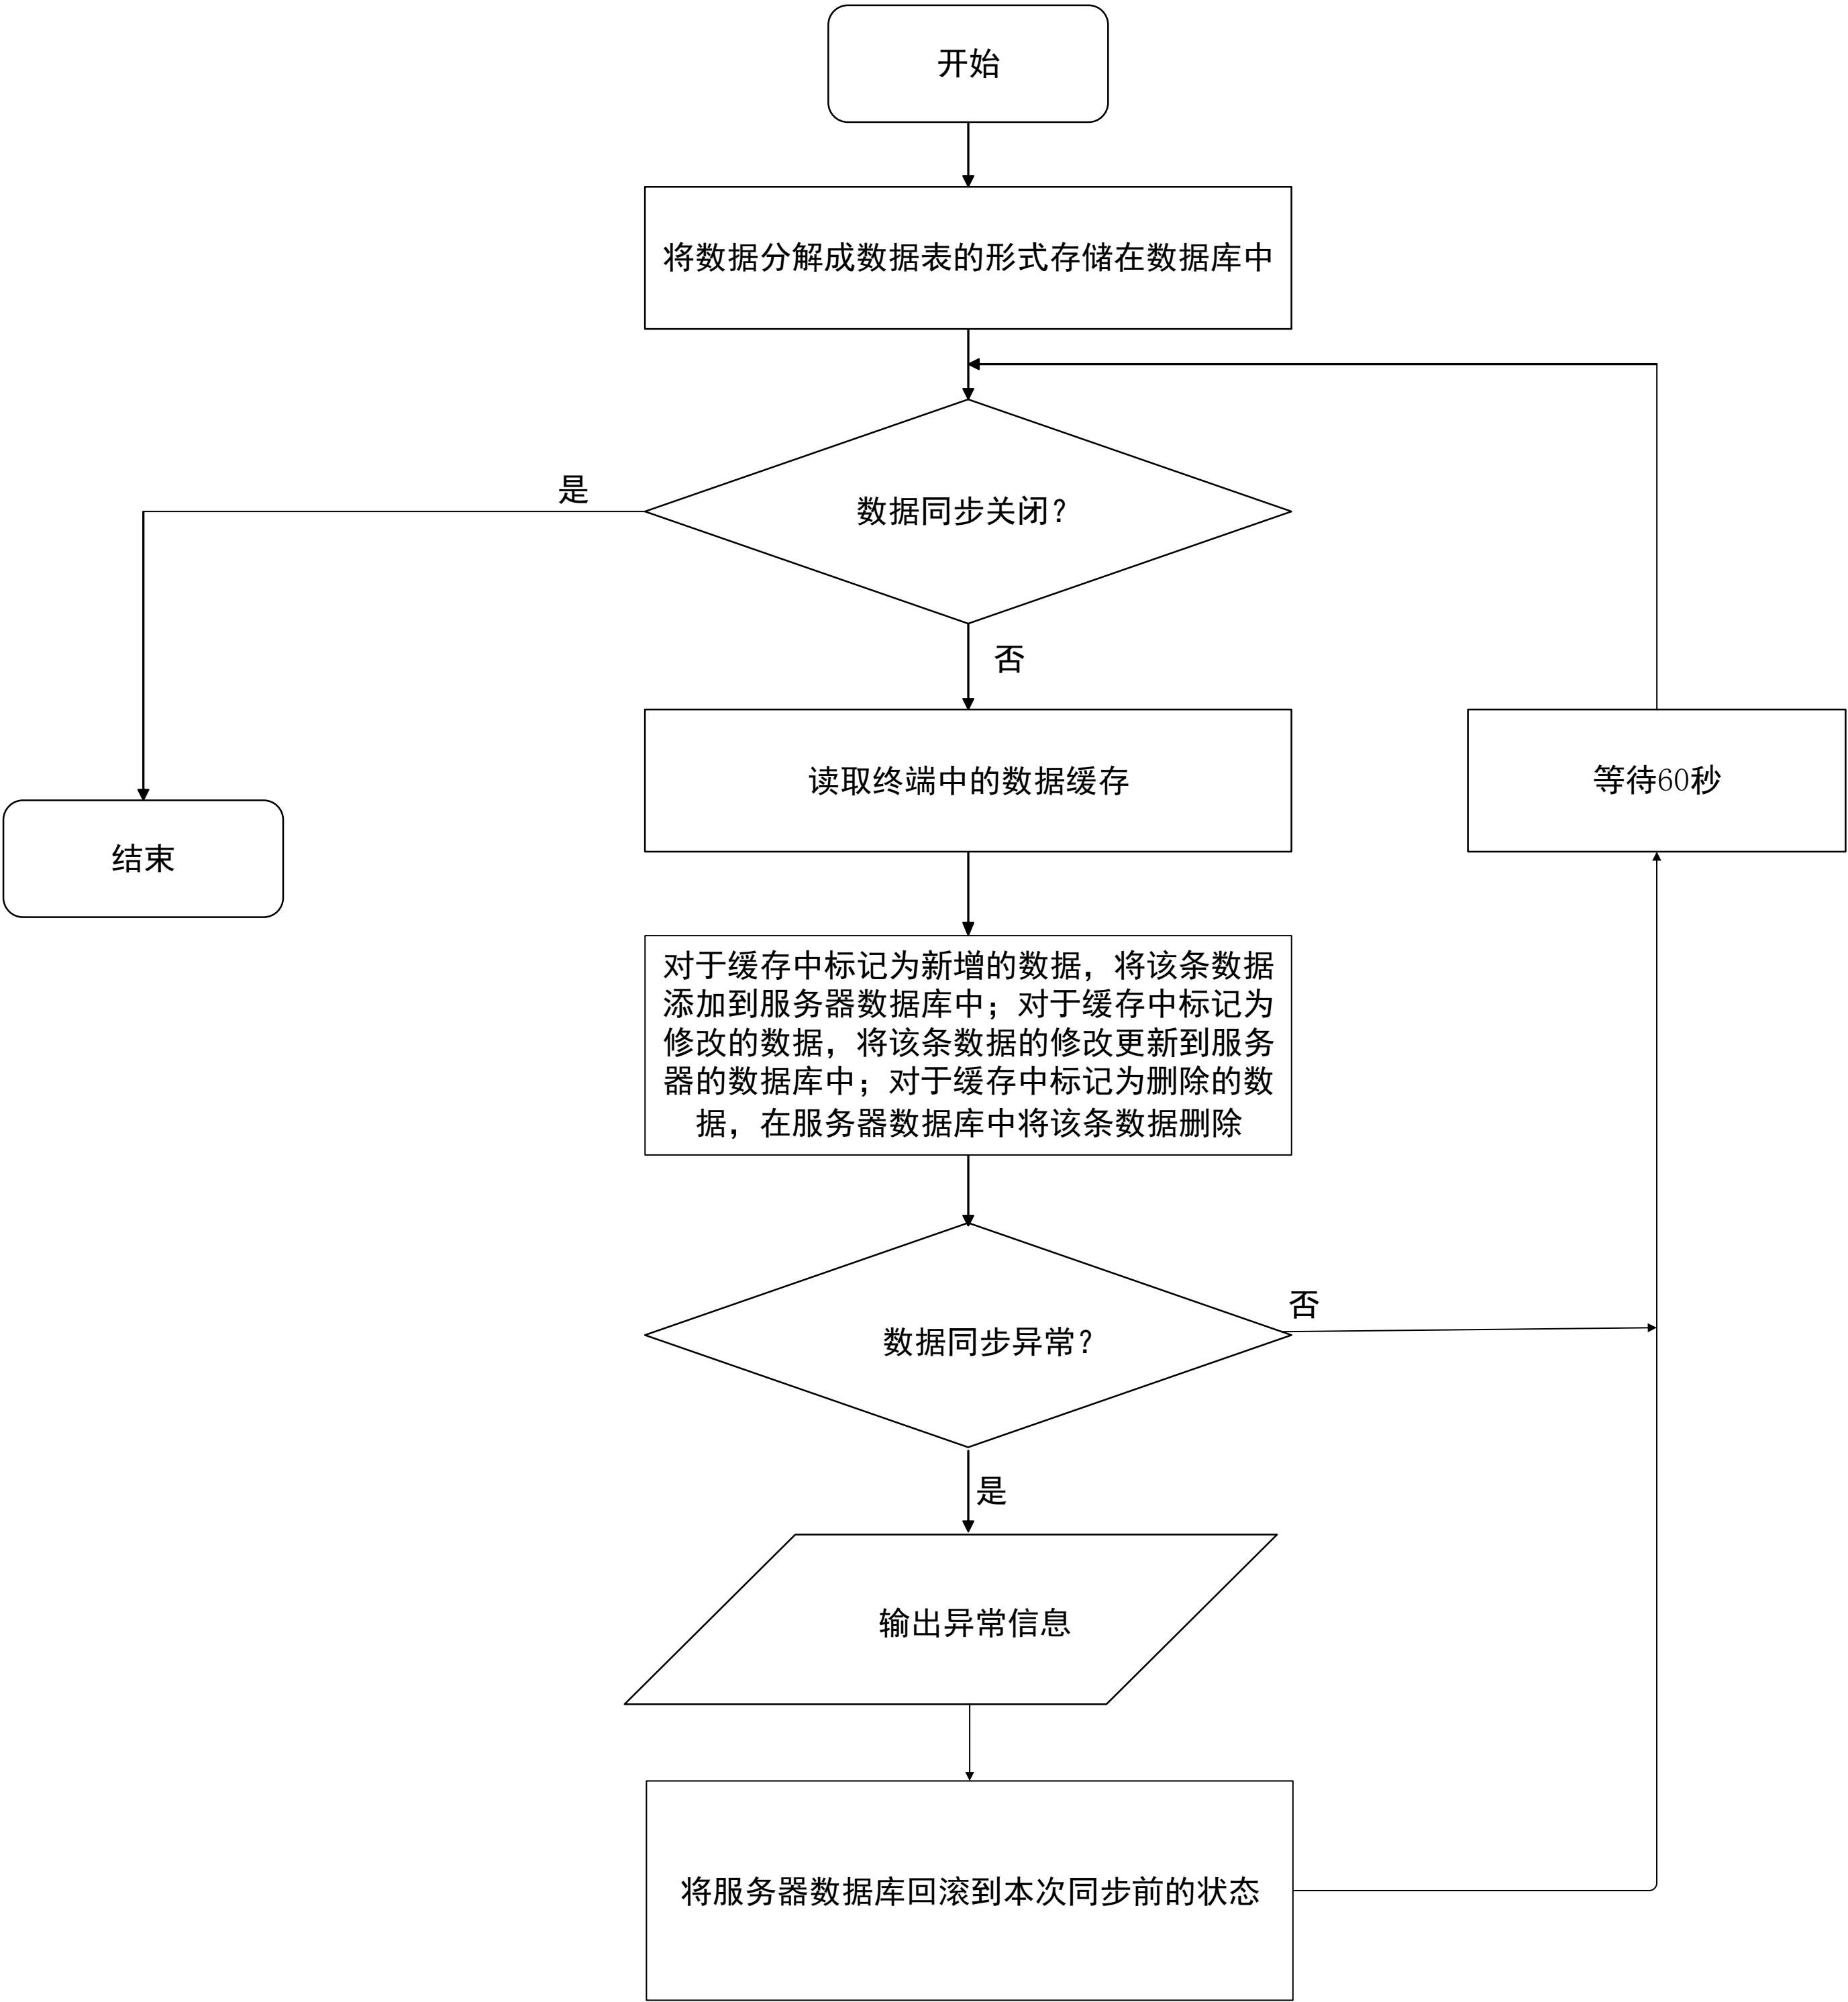 开始
将数据分解成数据表的形式存储在数据库中
是
数据同步关闭？
否
读取终端中的数据缓存
等待60秒
结束
对于缓存中标记为新增的数据，将该条数据
添加到服务器数据库中；对于缓存中标记为
修改的数据，将该条数据的修改更新到服务
器的数据库中；对于缓存中标记为删除的数
据，在服务器数据库中将该条数据删除
否
数据同步异常？
是
输出异常信息
将服务器数据库回滚到本次同步前的状态